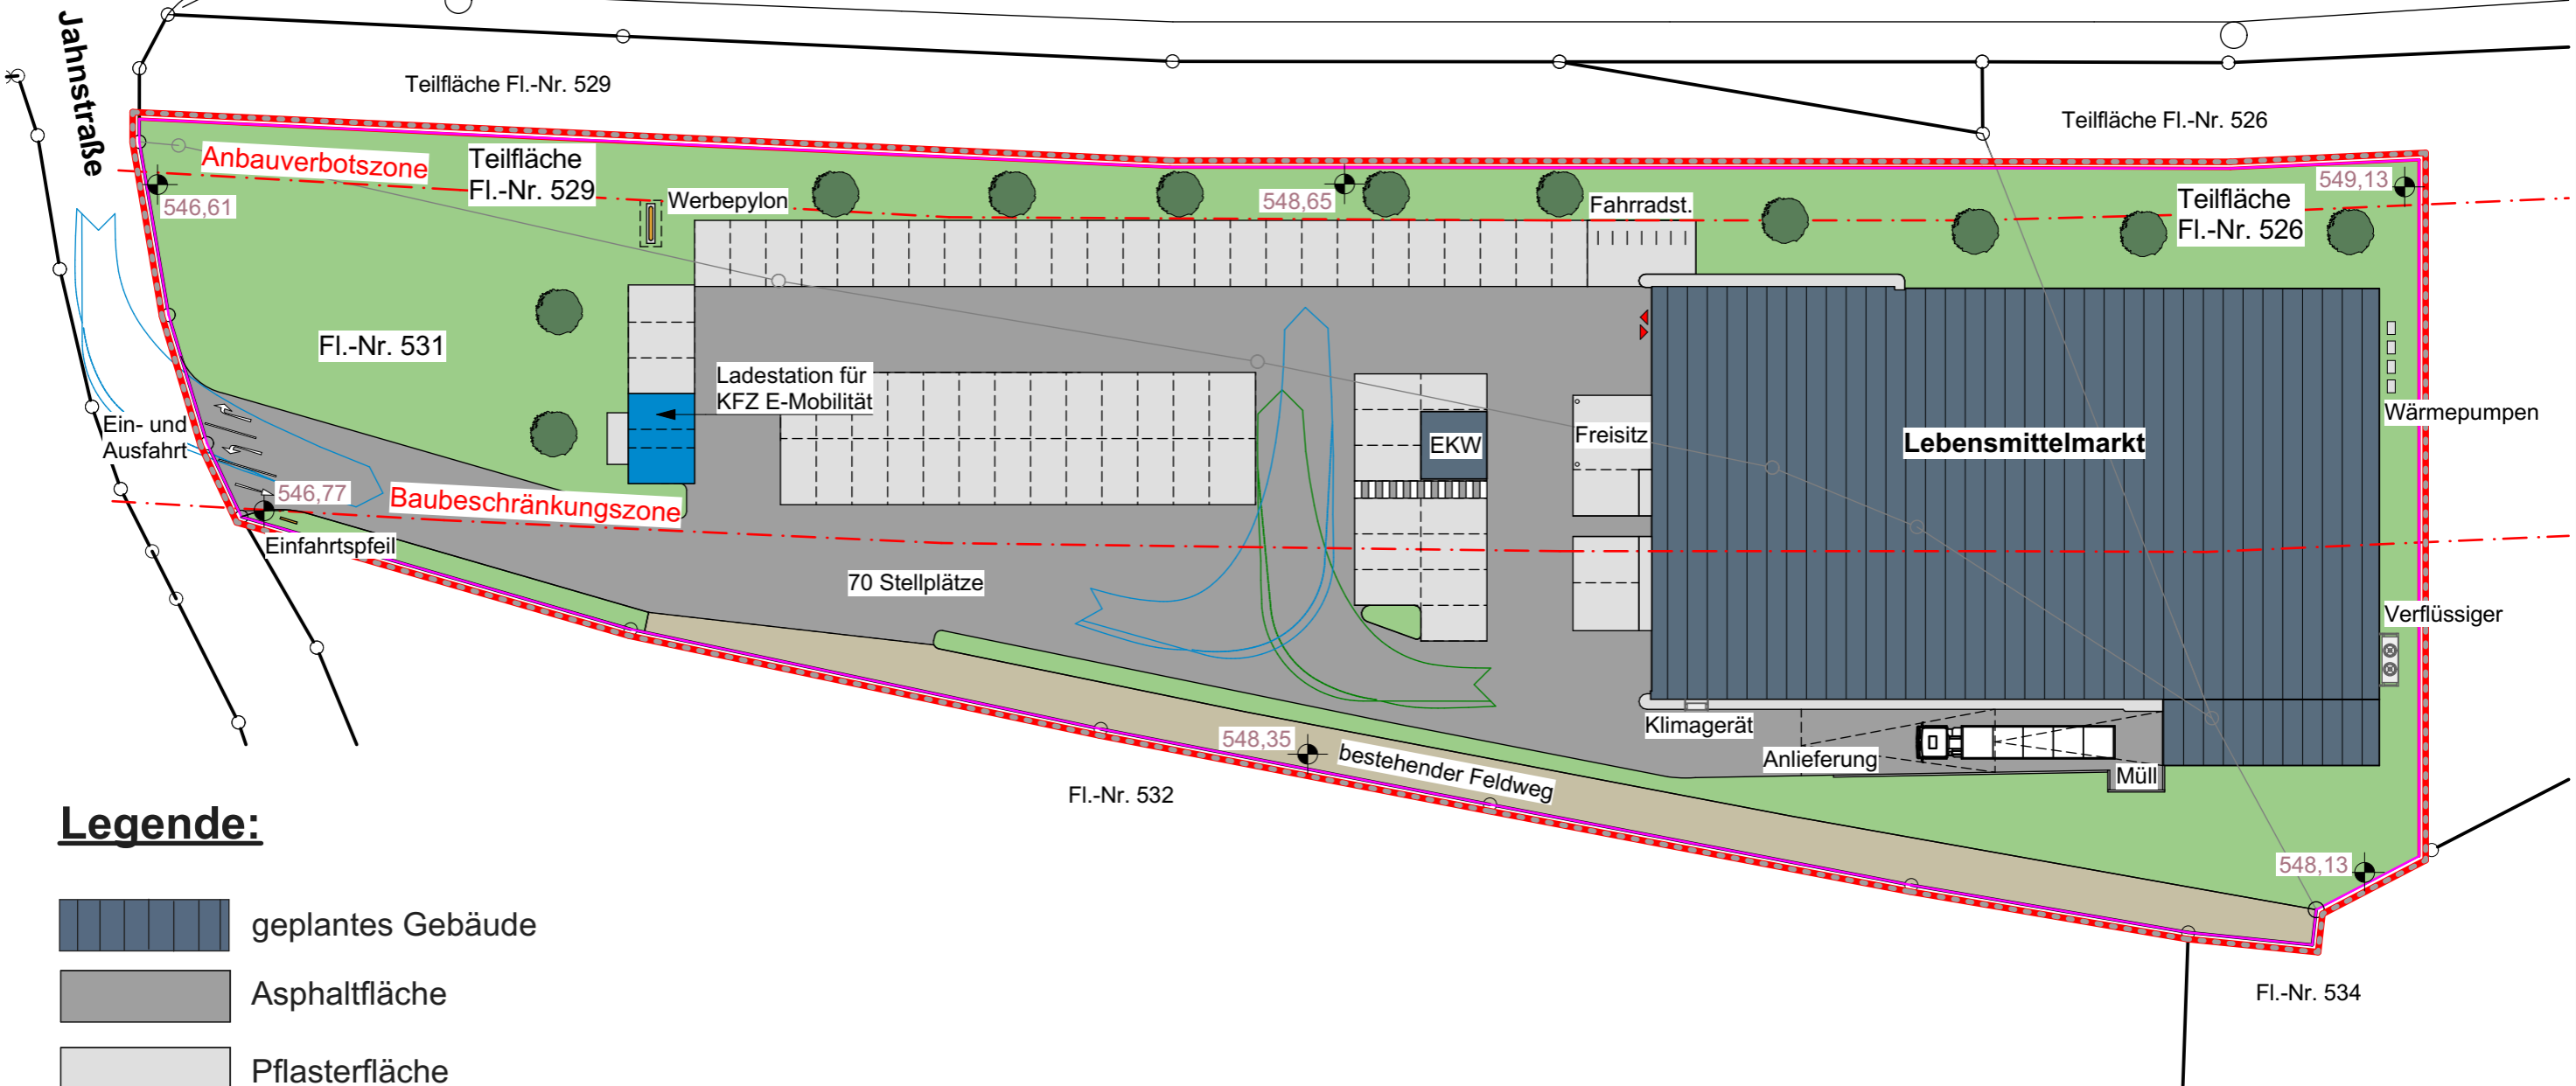 Jahnstraße
Teilfläche Fl.-Nr. 529
Teilfläche Fl.-Nr. 526
Anbauverbotszone
Teilfläche
Fl.-Nr. 529
546,61
Werbepylon
548,65
Fahrradst.
549,13
Teilfläche
Fl.-Nr. 526
Fl.-Nr. 531
Ladestation für
KFZ E-Mobilität
Ein- und
Ausfahrt
EKW
Freisitz
Lebensmittelmarkt
Wärmepumpen
546,77
Baubeschränkungszone
Einfahrtspfeil
70 Stellplätze
Verflüssiger
Klimagerät
Anlieferung
Müll
548,35
bestehender Feldweg
Fl.-Nr. 532
548,13
Fl.-Nr. 534
Legende:
geplantes Gebäude
Asphaltfläche
Pflasterfläche